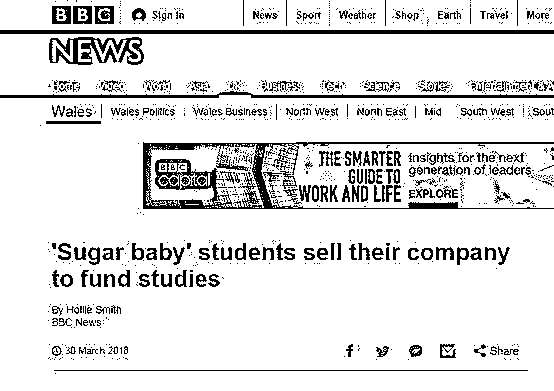 BBC Sign in News Sport Weather Shop Earth Travel More
NEWS
Home Video World Asia UK Business Tech Science Stories Entertainment & A
Wales Wales Politics Wales Business North West North East Mid South West Sout
BBC
THE SMARTER
GUIDE TO
WORK AND LIFE
Insights for the next
generation of leaders
EXPLORE
'Sugar baby' students sell their company
to fund studies
By Hollie Smith
BBC News
30 March 2018
Share